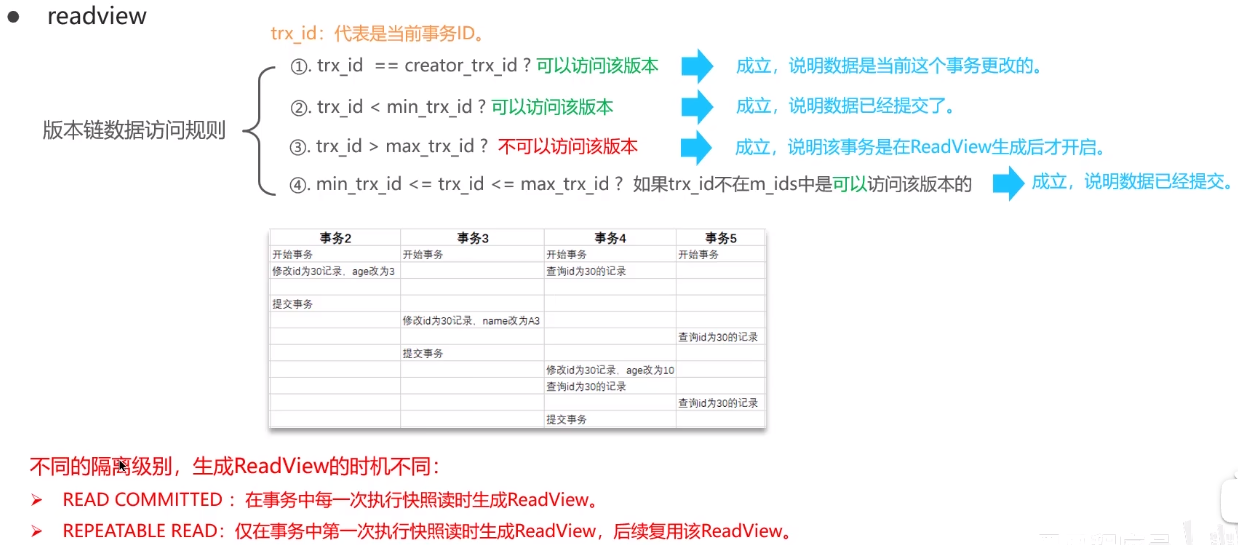 ● readview
trx_id：代表是当前事务ID。
版本链数据访问规则
①. trx_id == creator_trx_id ? 可以访问该版本 成立，说明数据是当前这个事务更改的。
②. trx_id < min_trx_id ? 可以访问该版本 成立，说明数据已经提交了。
③. trx_id > max_trx_id ? 不可以访问该版本 成立，说明该事务是在ReadView生成后才开启。
④. min_trx_id <= trx_id <= max_trx_id ? 如果trx_id不在m_ids中是可以访问该版本的 成立，说明数据已经提交。
事务2 事务3 事务4 事务5
开始事务 开始事务 开始事务 开始事务
修改id为30记录，age改为3 查询id为30的记录
提交事务
修改id为30记录，name改为A3
查询id为30的记录
提交事务
修改id为30记录，age改为10
查询id为30的记录
查询id为30的记录
提交事务
不同的隔离级别，生成ReadView的时机不同：
➢ READ COMMITTED ：在事务中每一次执行快照读时生成ReadView。
➢ REPEATABLE READ：仅在事务中第一次执行快照读时生成ReadView，后续复用该ReadView。